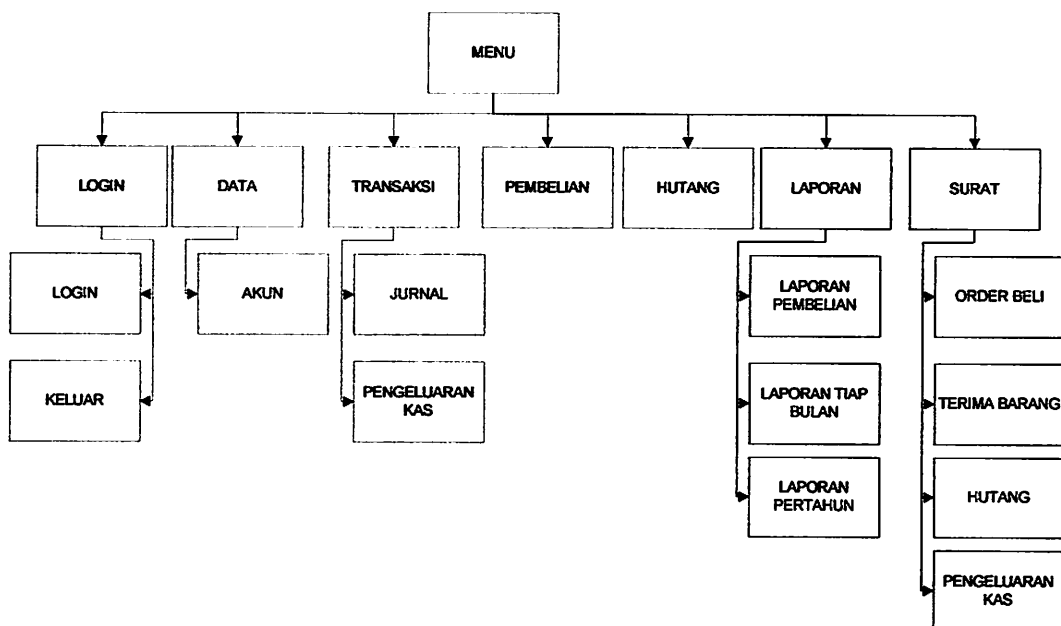 MENU
LOGIN
DATA
TRANSAKSI
PEMBELIAN
HUTANG
LAPORAN
SURAT
LOGIN
AKUN
JURNAL
LAPORAN
PEMBELIAN
ORDER BELI
KELUAR
PENGELUARAN
KAS
LAPORAN TIAP
BULAN
TERIMA BARANG
LAPORAN
PERTAHUN
HUTANG
PENGELUARAN
KAS